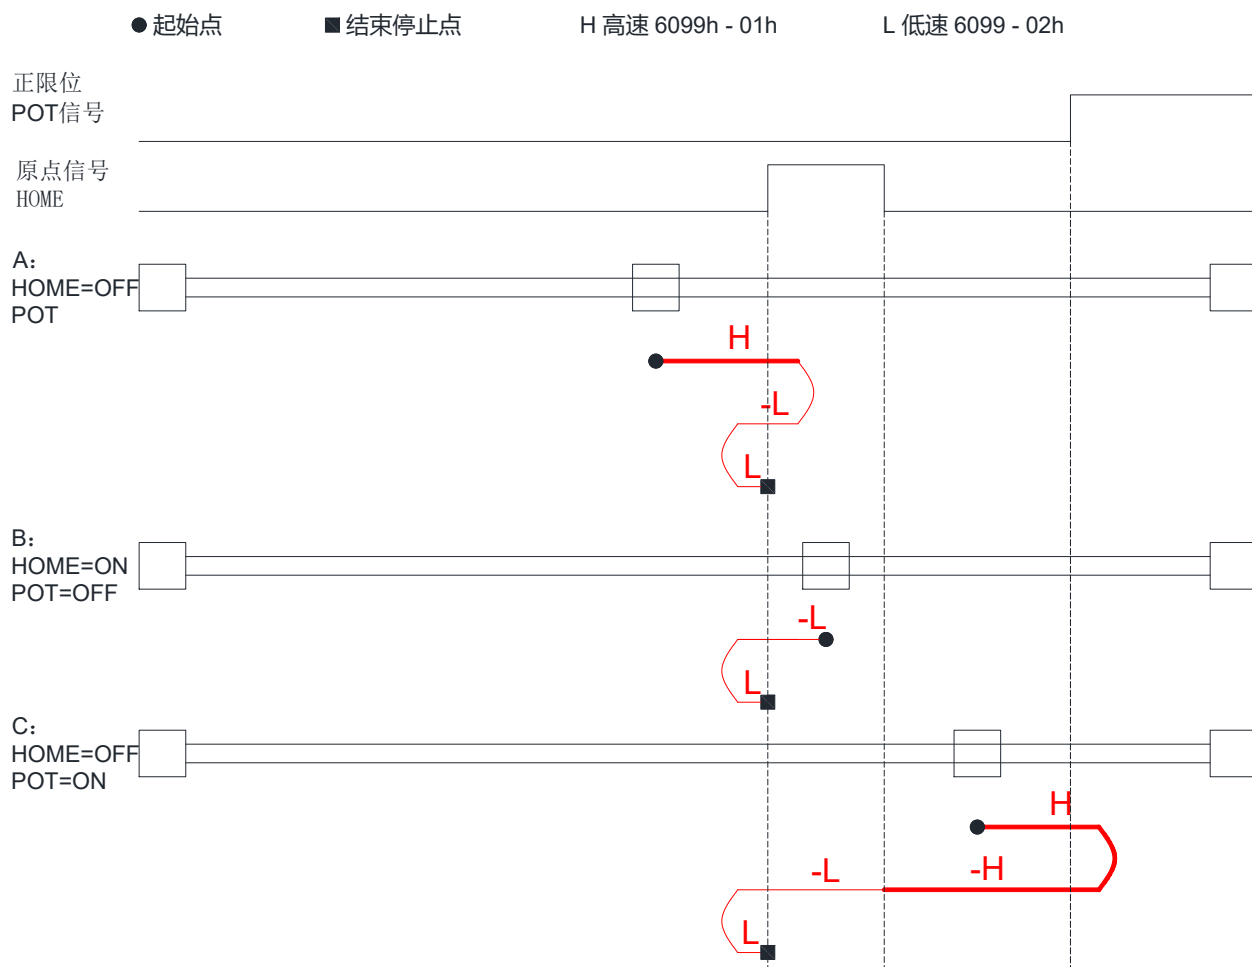 起始点 结束停止点 H 高速 6099h - 01h L 低速 6099 - 02h
正限位
POT信号
原点信号
HOME
A：
HOME=OFF
POT
H
-L
L
B：
HOME=ON
POT=OFF
-L
L
C：
HOME=OFF
POT=ON
H
-L -H
L